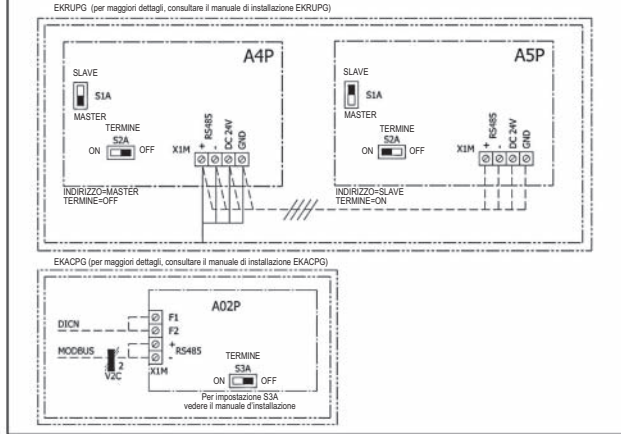 EKRUPG (per maggiori dettagli, consultare il manuale di installazione EKRUPG)
A4P
SLAVE
S1A
MASTER
TERMINE
S2A
ON OFF
X1M
+ RS485 - DC 24V GND
INDIRIZZO=MASTER
TERMINE=OFF
A5P
SLAVE
S1A
MASTER
TERMINE
S2A
ON OFF
X1M
+ RS485 - DC 24V GND
INDIRIZZO=SLAVE
TERMINE=ON
EKACPG (per maggiori dettagli, consultare il manuale di installazione EKACPG)
A02P
DICN
F1
F2
MODBUS
+
RS485
-
2
V2C
X1M
TERMINE
S3A
ON OFF
Per impostazione S3A
vedere il manuale d'installazione